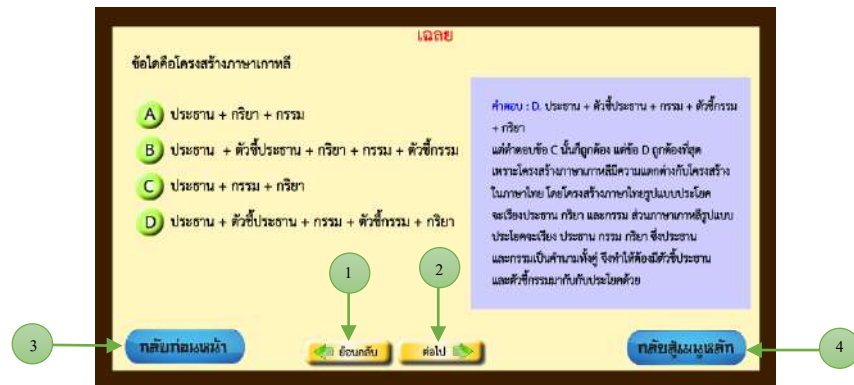 เฉลย
ข้อใดคือโครงสร้างภาษาเกาหลี
A ประธาน + กริยา + กรรม
B ประธาน + ตัวชี้ประธาน + กริยา + กรรม + ตัวชี้กรรม
C ประธาน + กรรม + กริยา
D ประธาน + ตัวชี้ประธาน + กรรม + ตัวชี้กรรม + กริยา
คำตอบ : D. ประธาน + ตัวชี้ประธาน + กรรม + ตัวชี้กรรม
+ กริยา
แต่คำตอบข้อ C นั้นก็ถูกต้อง แต่ข้อ D ถูกต้องที่สุด
เพราะโครงสร้างภาษาเกาหลีมีความแตกต่างกับโครงสร้าง
ในภาษาไทย โดยโครงสร้างภาษาไทยรูปแบบประโยค
จะเรียงประธาน กริยา และกรรม ส่วนภาษาเกาหลีรูปแบบ
ประโยคจะเรียง ประธาน กรรม กริยา ซึ่งประธาน
และกรรมเป็นคำนามทั้งคู่ จึงทำให้ต้องมีตัวชี้ประธาน
และตัวชี้กรรมมากำกับประโยคด้วย
1
2
3
กลับก่อนหน้า
ย้อนกลับ
ต่อไป
กลับสู่เมนูหลัก
4